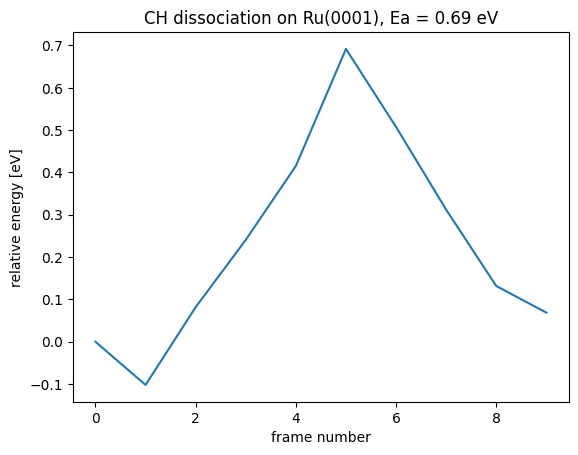 CH dissociation on Ru(0001), Ea = 0.69 eV
0.7
0.6
0.5
0.4
0.3
0.2
0.1
0.0
−0.1
relative energy [eV]
0 2 4 6 8
frame number